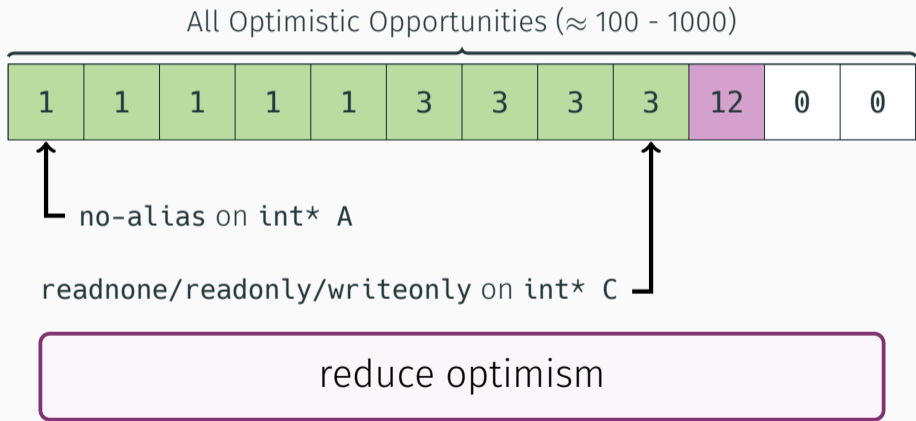 All Optimistic Opportunities (≈ 100 - 1000)
1 1 1 1 1 3 3 3 3 12 0 0
no-alias on int* A
readnone/readonly/writeonly on int* C
reduce optimism